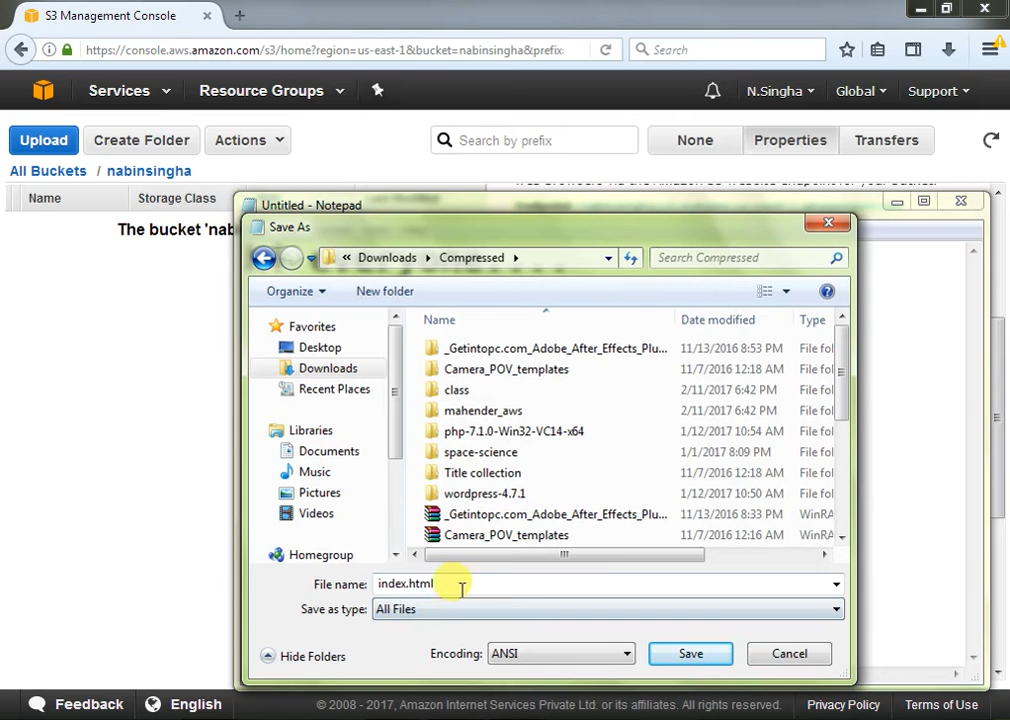 S3 Management Console
https://console.aws.amazon.com/s3/home?region=us-east-1&bucket=nabinsingha&prefix:
Search
Services
Resource Groups
N.Singha
Global
Support
Upload
Create Folder
Actions
Search by prefix
None
Properties
Transfers
All Buckets / nabinsingha
Name
Storage Class
The bucket 'nab
Untitled - Notepad
Save As
« Downloads Compressed
Search Compressed
Organize
New folder
Name
Date modified
Type
Favorites
Desktop
Downloads
Recent Places
Libraries
Documents
Music
Pictures
Videos
Homegroup
_Getintopc.com_Adobe_After_Effects_Plu... 11/13/2016 8:53 PM File fol
Camera_POV_templates 11/7/2016 12:18 AM File fol
class 2/11/2017 6:42 PM File fol
mahender_aws 2/11/2017 6:42 PM File fol
php-7.1.0-Win32-VC14-x64 1/12/2017 10:54 AM File fol
space-science 1/1/2017 8:09 PM File fol
Title collection 11/7/2016 12:18 AM File fol
wordpress-4.7.1 1/12/2017 10:50 AM File fol
_Getintopc.com_Adobe_After_Effects_Plu... 11/13/2016 8:33 PM WinRA
Camera_POV_templates 11/7/2016 12:16 AM WinRA
File name: index.html
Save as type: All Files
Hide Folders
Encoding: ANSI
Save
Cancel
Feedback
English
© 2008 - 2017, Amazon Internet Services Private Ltd. or its affiliates. All rights reserved.
Privacy Policy
Terms of Use